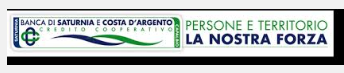 BANCA DI SATURNIA E COSTA D'ARGENTO
CREDITO COOPERATIVO
PERSONE E TERRITORIO
LA NOSTRA FORZA